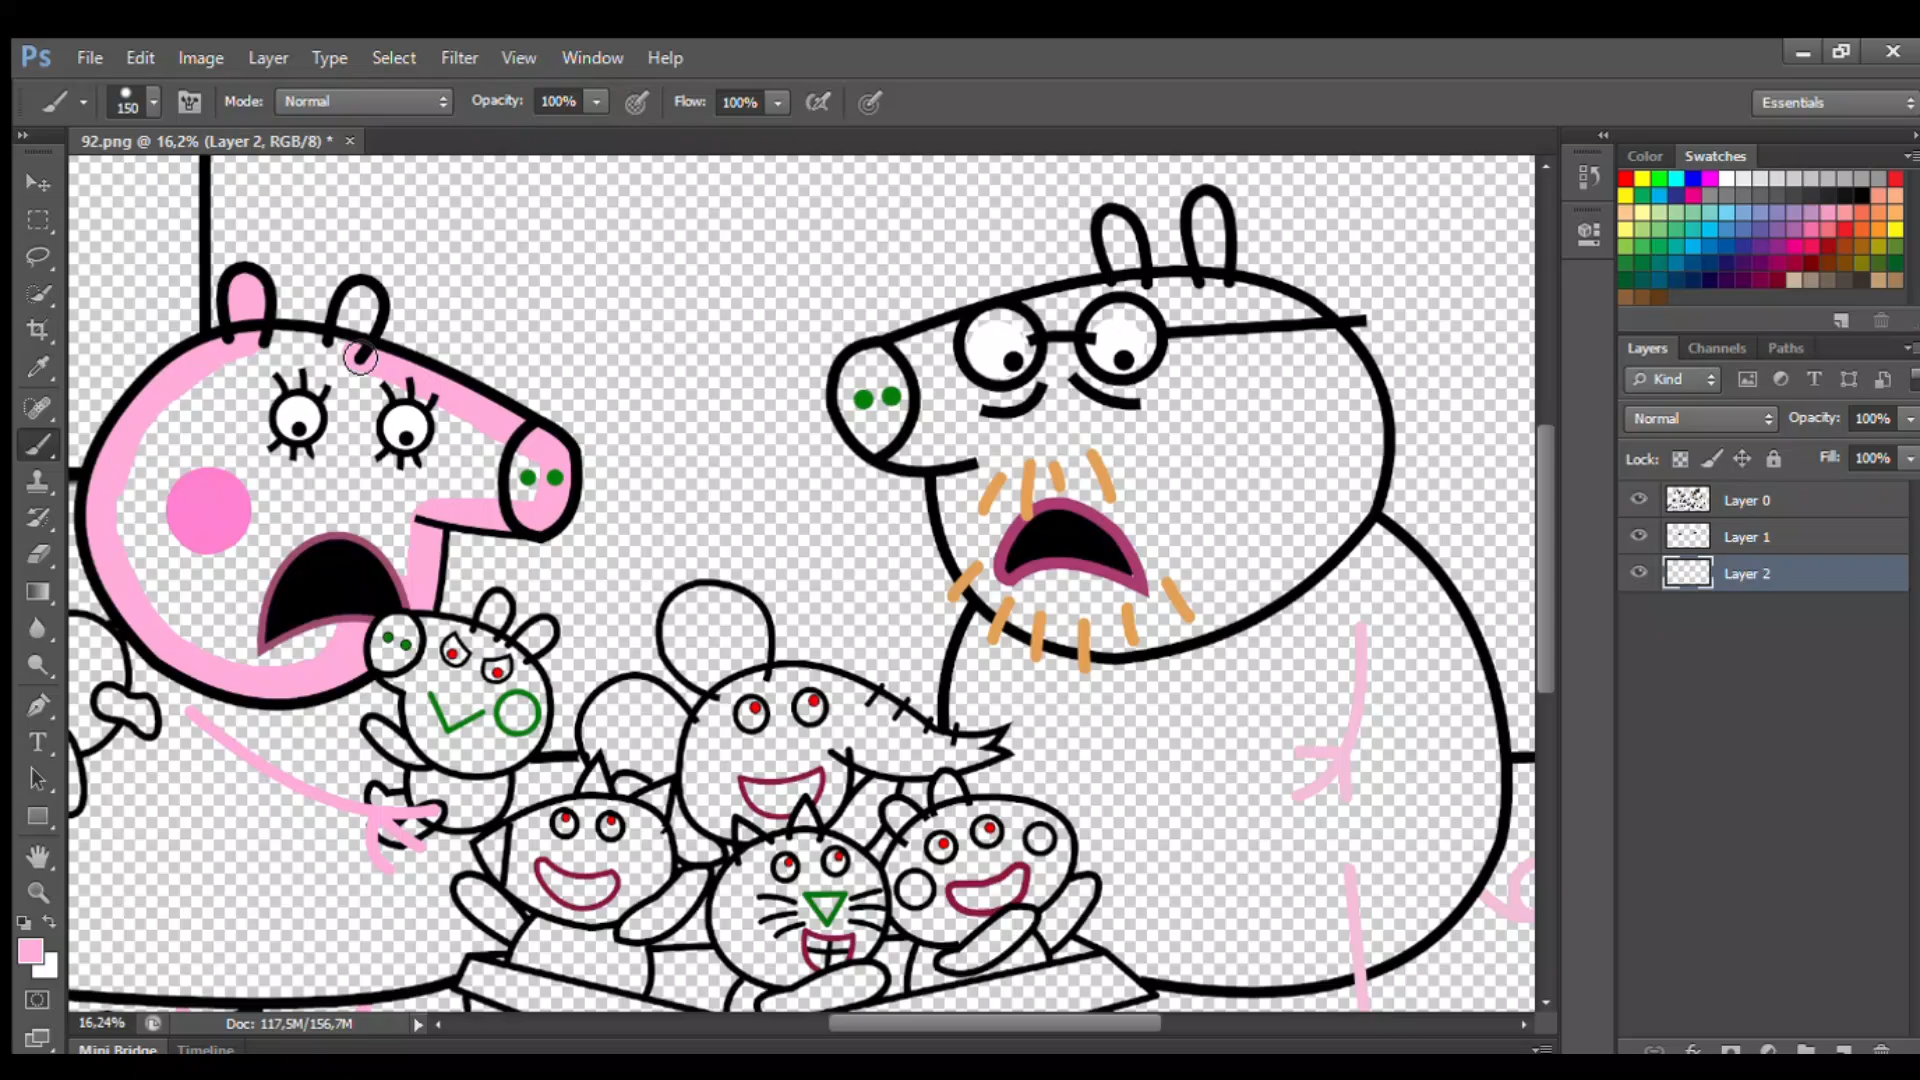 Ps File Edit Image Layer Type Select Filter View Window Help
150 Mode: Normal Opacity: 100% Flow: 100% Essentials
92.png @ 16,2% (Layer 2, RGB/8) * ×
Color Swatches
Layers Channels Paths
Kind
Normal Opacity: 100%
Lock: Fill: 100%
Layer 0
Layer 1
Layer 2
16,24% Doc: 117,5M/156,7M
Mini Bridge Timeline